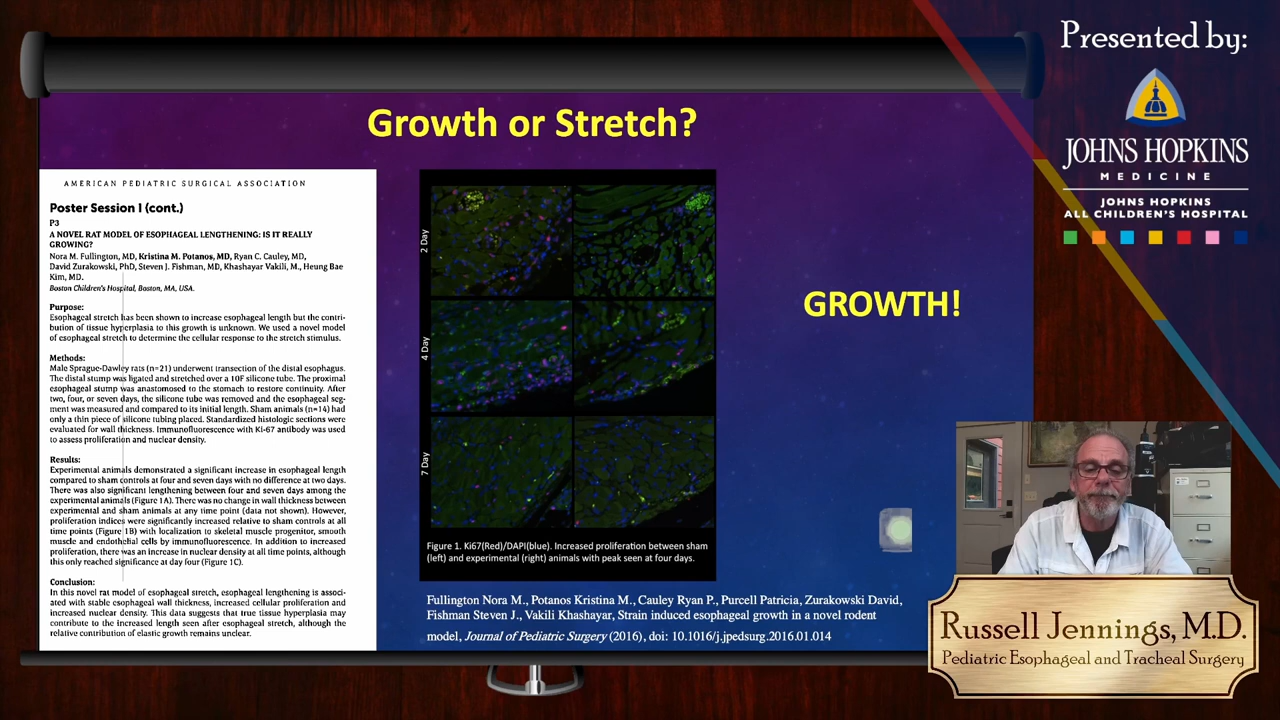 Growth or Stretch?
AMERICAN PEDIATRIC SURGICAL ASSOCIATION
Poster Session I (cont.)
P3
A NOVEL RAT MODEL OF ESOPHAGEAL LENGTHENING: IS IT REALLY
GROWING?
Nora M. Fullington, MD, Kristina M. Potanos, MD, Ryan C. Cauley, MD,
David Zurakowski, PhD, Steven J. Fishman, MD, Khashayar Vakili, M., Heung Bae
Kim, MD.
Boston Children's Hospital, Boston, MA, USA.
Purpose:
Esophageal stretch has been shown to increase esophageal length but the contri-
bution of tissue hyperplasia to this growth is unknown. We used a novel model
of esophageal stretch to determine the cellular response to the stretch stimulus.
Methods:
Male Sprague-Dawley rats (n=21) underwent transection of the distal esophagus.
The distal stump was ligated and stretched over a 10F silicone tube. The proximal
esophageal stump was anastomosed to the stomach to restore continuity. After
two, four, or seven days, the silicone tube was removed and the esophageal seg-
ment was measured and compared to its initial length. Sham animals (n=14) had
only a thin piece of silicone tubing placed. Standardized histologic sections were
evaluated for wall thickness. Immunofluorescence with Ki-67 antibody was used
to assess proliferation and nuclear density.
Results:
Experimental animals demonstrated a significant increase in esophageal length
compared to sham controls at four and seven days with no difference at two days.
There was also significant lengthening between four and seven days among the
experimental animals (Figure 1A). There was no change in wall thickness between
experimental and sham animals at any time point (data not shown). However,
proliferation indices were significantly increased relative to sham controls at all
time points (Figure 1B) with localization to skeletal muscle progenitor, smooth
muscle and endothelial cells by immunofluorescence. In addition to increased
proliferation, there was an increase in nuclear density at all time points, although
this only reached significance at day four (Figure 1C).
Conclusion:
In this novel rat model of esophageal stretch, esophageal lengthening is associ-
ated with stable esophageal wall thickness, increased cellular proliferation and
increased nuclear density. This data suggests that true tissue hyperplasia may
contribute to the increased length seen after esophageal stretch, although the
relative contribution of elastic growth remains unclear.
2 Day
4 Day
7 Day
Figure 1. Ki67(Red)/DAPI(blue). Increased proliferation between sham
(left) and experimental (right) animals with peak seen at four days.
Fullington Nora M., Potanos Kristina M., Cauley Ryan P., Purcell Patricia, Zurakowski David,
Fishman Steven J., Vakili Khashayar, Strain induced esophageal growth in a novel rodent
model, Journal of Pediatric Surgery (2016), doi: 10.1016/j.jpedsurg.2016.01.014
GROWTH!
Presented by:
JOHNS HOPKINS
MEDICINE
JOHNS HOPKINS
ALL CHILDREN'S HOSPITAL
Russell Jennings, M.D.
Pediatric Esophageal and Tracheal Surgery